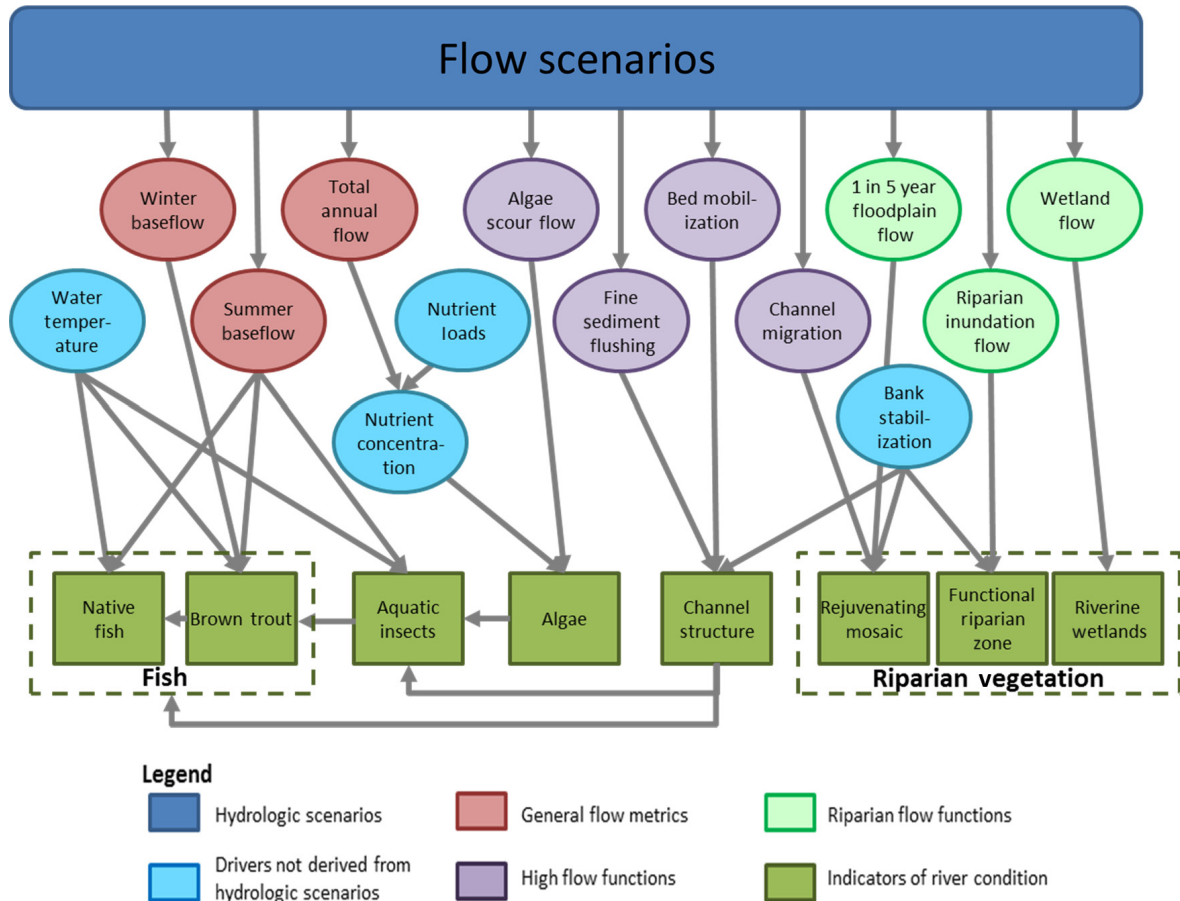 Flow scenarios
Winter
baseflow
Total
annual
flow
Algae
scour flow
Bed mobil-
ization
1 in 5 year
floodplain
flow
Wetland
flow
Water
temper-
ature
Summer
baseflow
Nutrient
loads
Fine
sediment
flushing
Channel
migration
Riparian
inundation
flow
Nutrient
concentra-
tion
Bank
stabil-
ization
Native
fish
Brown trout
Aquatic
insects
Algae
Channel
structure
Rejuvenating
mosaic
Functional
riparian
zone
Riverine
wetlands
Fish
Riparian vegetation
Legend
Hydrologic scenarios
General flow metrics
Riparian flow functions
Drivers not derived from
hydrologic scenarios
High flow functions
Indicators of river condition